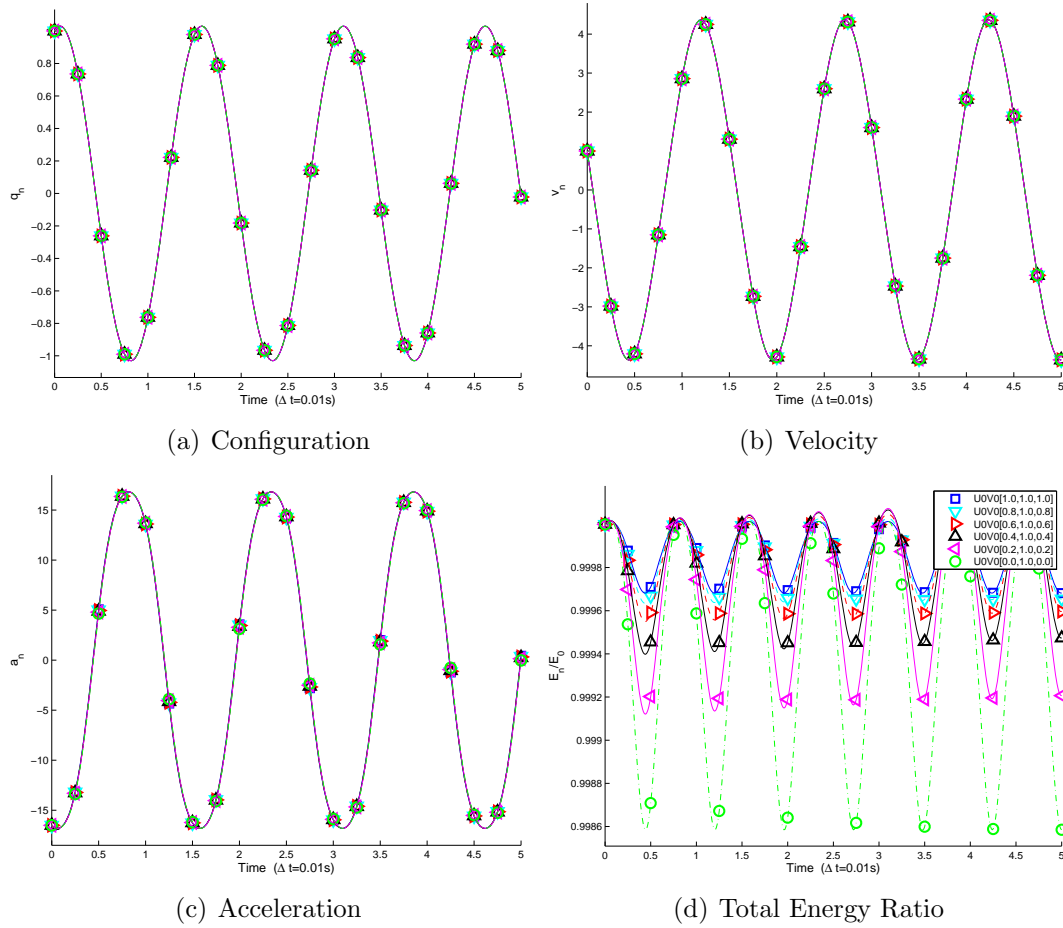 0.8
0.6
0.4
0.2
0
−0.2
−0.4
−0.6
−0.8
−1
q_n
0 0.5 1 1.5 2 2.5 3 3.5 4 4.5 5
Time (Δ t=0.01s)
(a) Configuration
4
3
2
1
0
−1
−2
−3
−4
v_n
0 0.5 1 1.5 2 2.5 3 3.5 4 4.5 5
Time (Δ t=0.01s)
(b) Velocity
15
10
5
0
−5
−10
−15
a_n
0 0.5 1 1.5 2 2.5 3 3.5 4 4.5 5
Time (Δ t=0.01s)
(c) Acceleration
U0V0[1.0,1.0,1.0]
U0V0[0.8,1.0,0.8]
U0V0[0.6,1.0,0.6]
U0V0[0.4,1.0,0.4]
U0V0[0.2,1.0,0.2]
U0V0[0.0,1.0,0.0]
0.9998
0.9996
0.9994
0.9992
0.999
0.9988
0.9986
E_n/E_0
0 0.5 1 1.5 2 2.5 3 3.5 4 4.5 5
Time (Δ t=0.01s)
(d) Total Energy Ratio